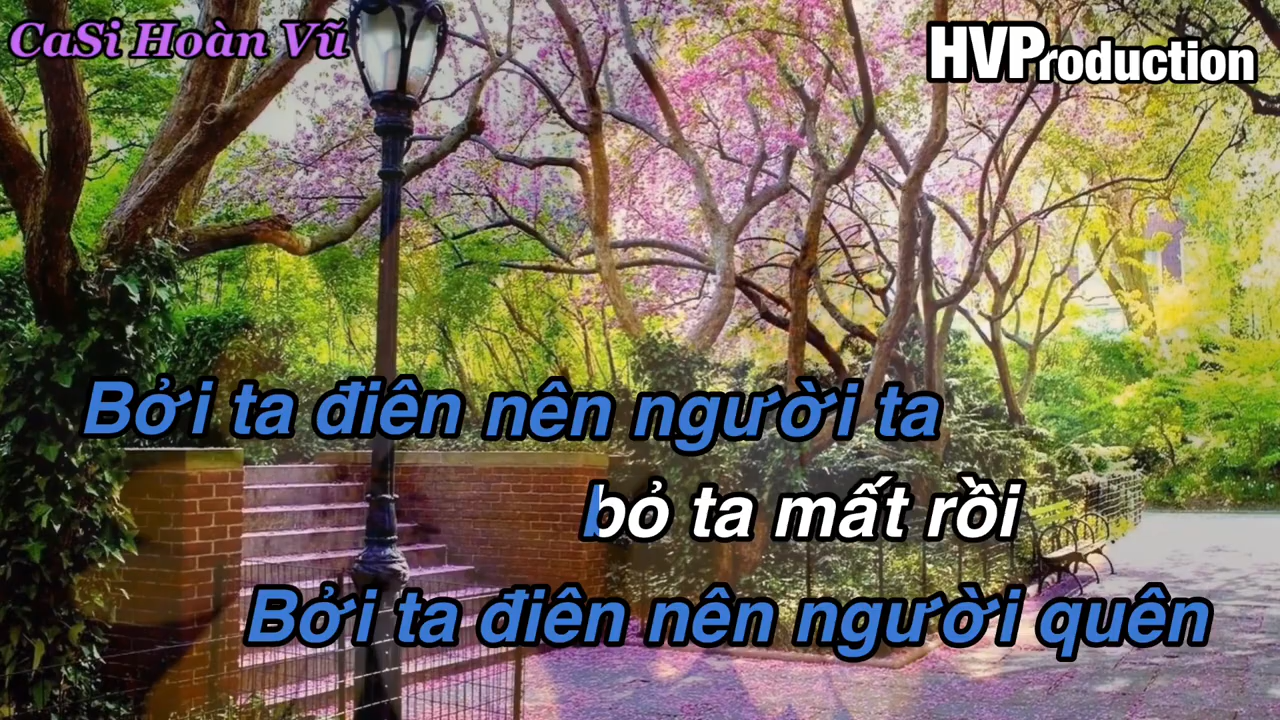 CaSi Hoàn Vũ
HVProduction
Bởi ta điên nên người ta
bỏ ta mất rồi
Bởi ta điên nên người quên